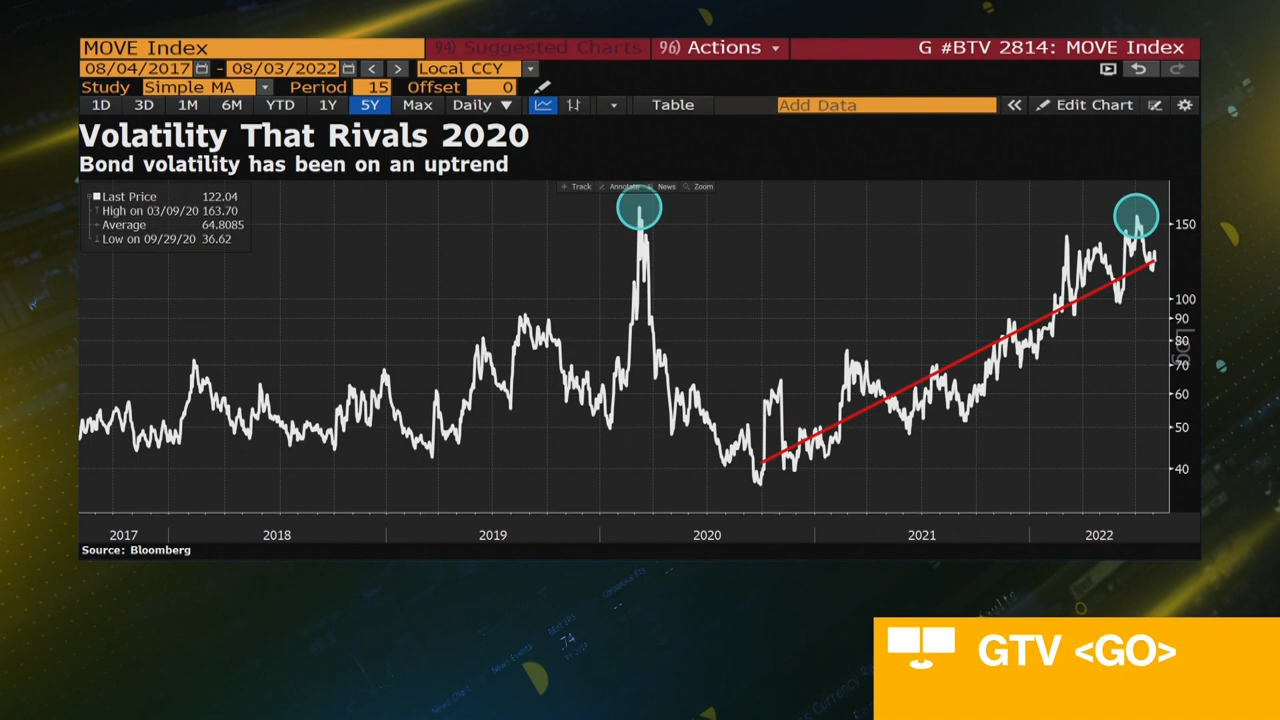 MOVE Index 94) Suggested Charts 96) Actions G #BTV 2814: MOVE Index
08/04/2017 - 08/03/2022 < > Local CCY
Study Simple MA Period 15 Offset 0
1D 3D 1M 6M YTD 1Y 5Y Max Daily Table Add Data Edit Chart
Volatility That Rivals 2020
Bond volatility has been on an uptrend
Track Annotate News Zoom
Last Price 122.04
High on 03/09/20 163.70
Average 64.8085
Low on 09/29/20 36.62
150
100
90
80
70
60
50
40
Log
2017 2018 2019 2020 2021 2022
Source: Bloomberg
GTV <GO>